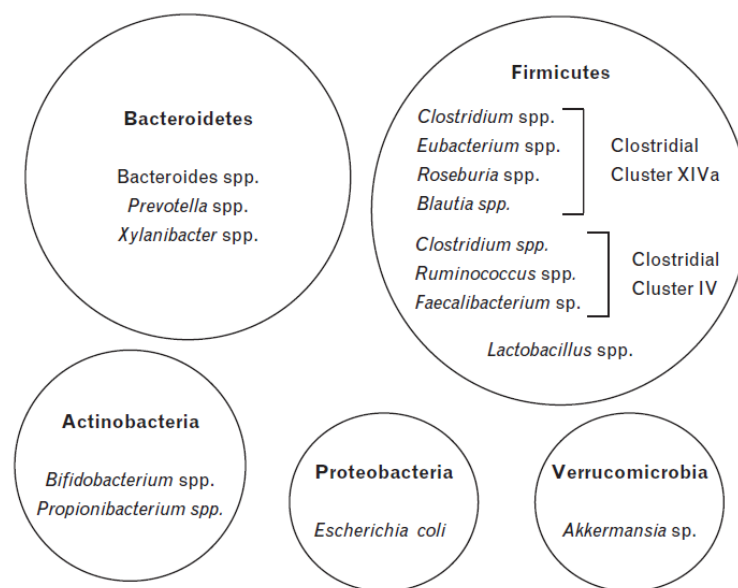 Bacteroidetes
Bacteroides spp.
Prevotella spp.
Xylanibacter spp.
Firmicutes
Clostridium spp.
Eubacterium spp.
Roseburia spp.
Blautia spp.
Clostridial
Cluster XIVa
Clostridium spp.
Ruminococcus spp.
Faecalibacterium sp.
Clostridial
Cluster IV
Lactobacillus spp.
Actinobacteria
Bifidobacterium spp.
Propionibacterium spp.
Proteobacteria
Escherichia coli
Verrucomicrobia
Akkermansia sp.